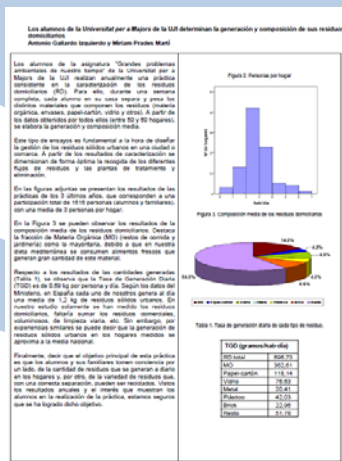 Los alumnos de la Universitat per a Majors de la UJI determinan la generación y composición de sus residuos
domiciliarios
Antonio Gallardo Izquierdo y Miriam Prades Martí
Los alumnos de la asignatura "Grandes problemas
ambientales de nuestro tiempo" de la Universitat per a
Majors de la UJI realizan anualmente una práctica
consistente en la caracterización de los residuos
domiciliarios (RD). Para ello, durante una semana
completa, cada alumno en su casa separa y pesa los
distintos materiales que componen los residuos (materia
orgánica, envases, papel-cartón, vidrio y otros). A partir de
los datos obtenidos por todos ellos (entre 50 y 60 hogares),
se elabora la generación y composición media.
Este tipo de ensayos es fundamental a la hora de diseñar
la gestión de los residuos sólidos urbanos en una ciudad o
comarca. A partir de los resultados de caracterización se
dimensionan de forma óptima la recogida de los diferentes
flujos de residuos y las plantas de tratamiento y
eliminación.
En las figuras adjuntas se presentan los resultados de las
prácticas de los 3 últimos años, que corresponden a una
participación total de 1616 personas (alumnos y familiares),
con una media de 3 personas por hogar.
En la Figura 3 se pueden observar los resultados de la
composición media de los residuos domiciliarios. Destaca
la fracción de Materia Orgánica (MO) (restos de comida y
jardinería) como la mayoritaria, debido a que en nuestra
dieta mediterránea se consumen alimentos frescos que
generan gran cantidad de este material.
Respecto a los resultados de las cantidades generadas
(Tabla 1), se observa que la Tasa de Generación Diaria
(TGD) es de 0,69 kg por persona y día. Según los datos del
Ministerio, en España cada uno de nosotros genera al día
una media de 1,2 kg de residuos sólidos urbanos. En
nuestro estudio solamente se han medido los residuos
domiciliarios, faltaría sumar los residuos comerciales,
voluminosos, de limpieza viaria, etc. Sin embargo, por
experiencias similares se puede decir que la generación de
residuos sólidos urbanos en los hogares medidos se
aproxima a la media nacional.
Finalmente, decir que el objetivo principal de esta práctica
es que los alumnos y sus familiares tomen conciencia por
un lado, de la cantidad de residuos que se generan a diario
en los hogares y, por otro, de la variedad de residuos que,
con una correcta separación, pueden ser reciclados. Vistos
los resultados anuales y el interés que muestran los
alumnos en la realización de la práctica, estamos seguros
que se ha logrado dicho objetivo.
Figura 2. Personas por hogar
Figura 3. Composición media de los residuos domiciliarios
Tabla 1. Tasa de generación diaria de cada tipo de residuo.
TGD (gramos/hab·día)
RD total 695,73
MO 362,61
Papel-cartón 116,14
Vidrio 76,63
Metal 20,41
Plástico 42,03
Brick 22,96
Resto 51,78